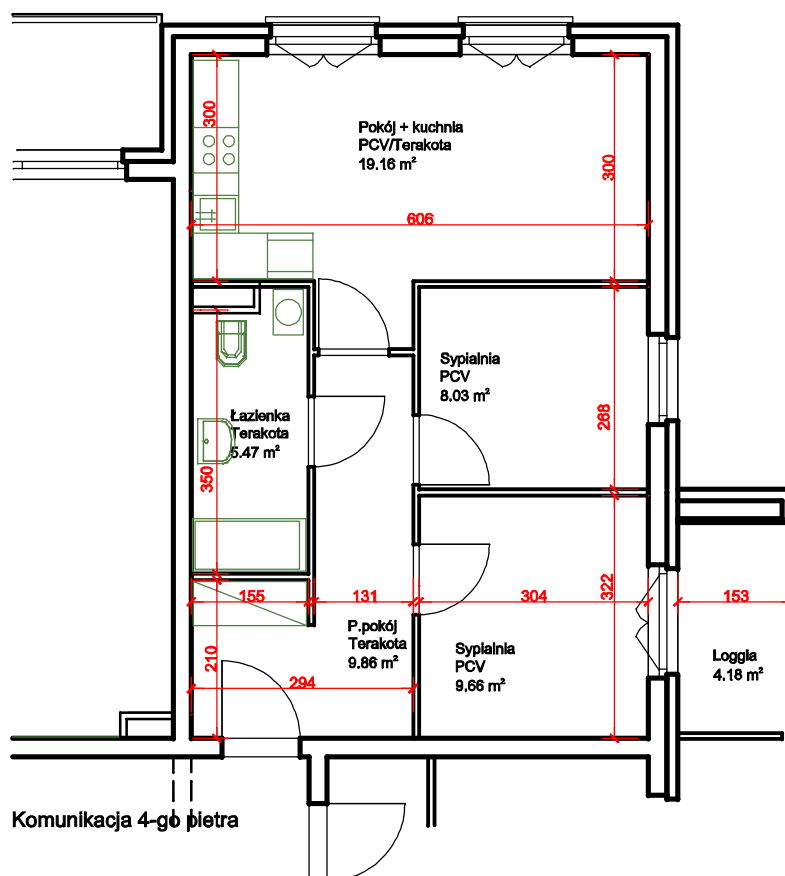 300
Pokój + kuchnia
PCV/Terakota
19.16 m²
300
606
Sypialnia
PCV
8.03 m²
268
Łazienka
Terakota
5.47 m²
350
155
131
304
322
153
210
P.pokój
Terakota
9.86 m²
294
Sypialnia
PCV
9.66 m²
Loggia
4.18 m²
Komunikacja 4-go pietra